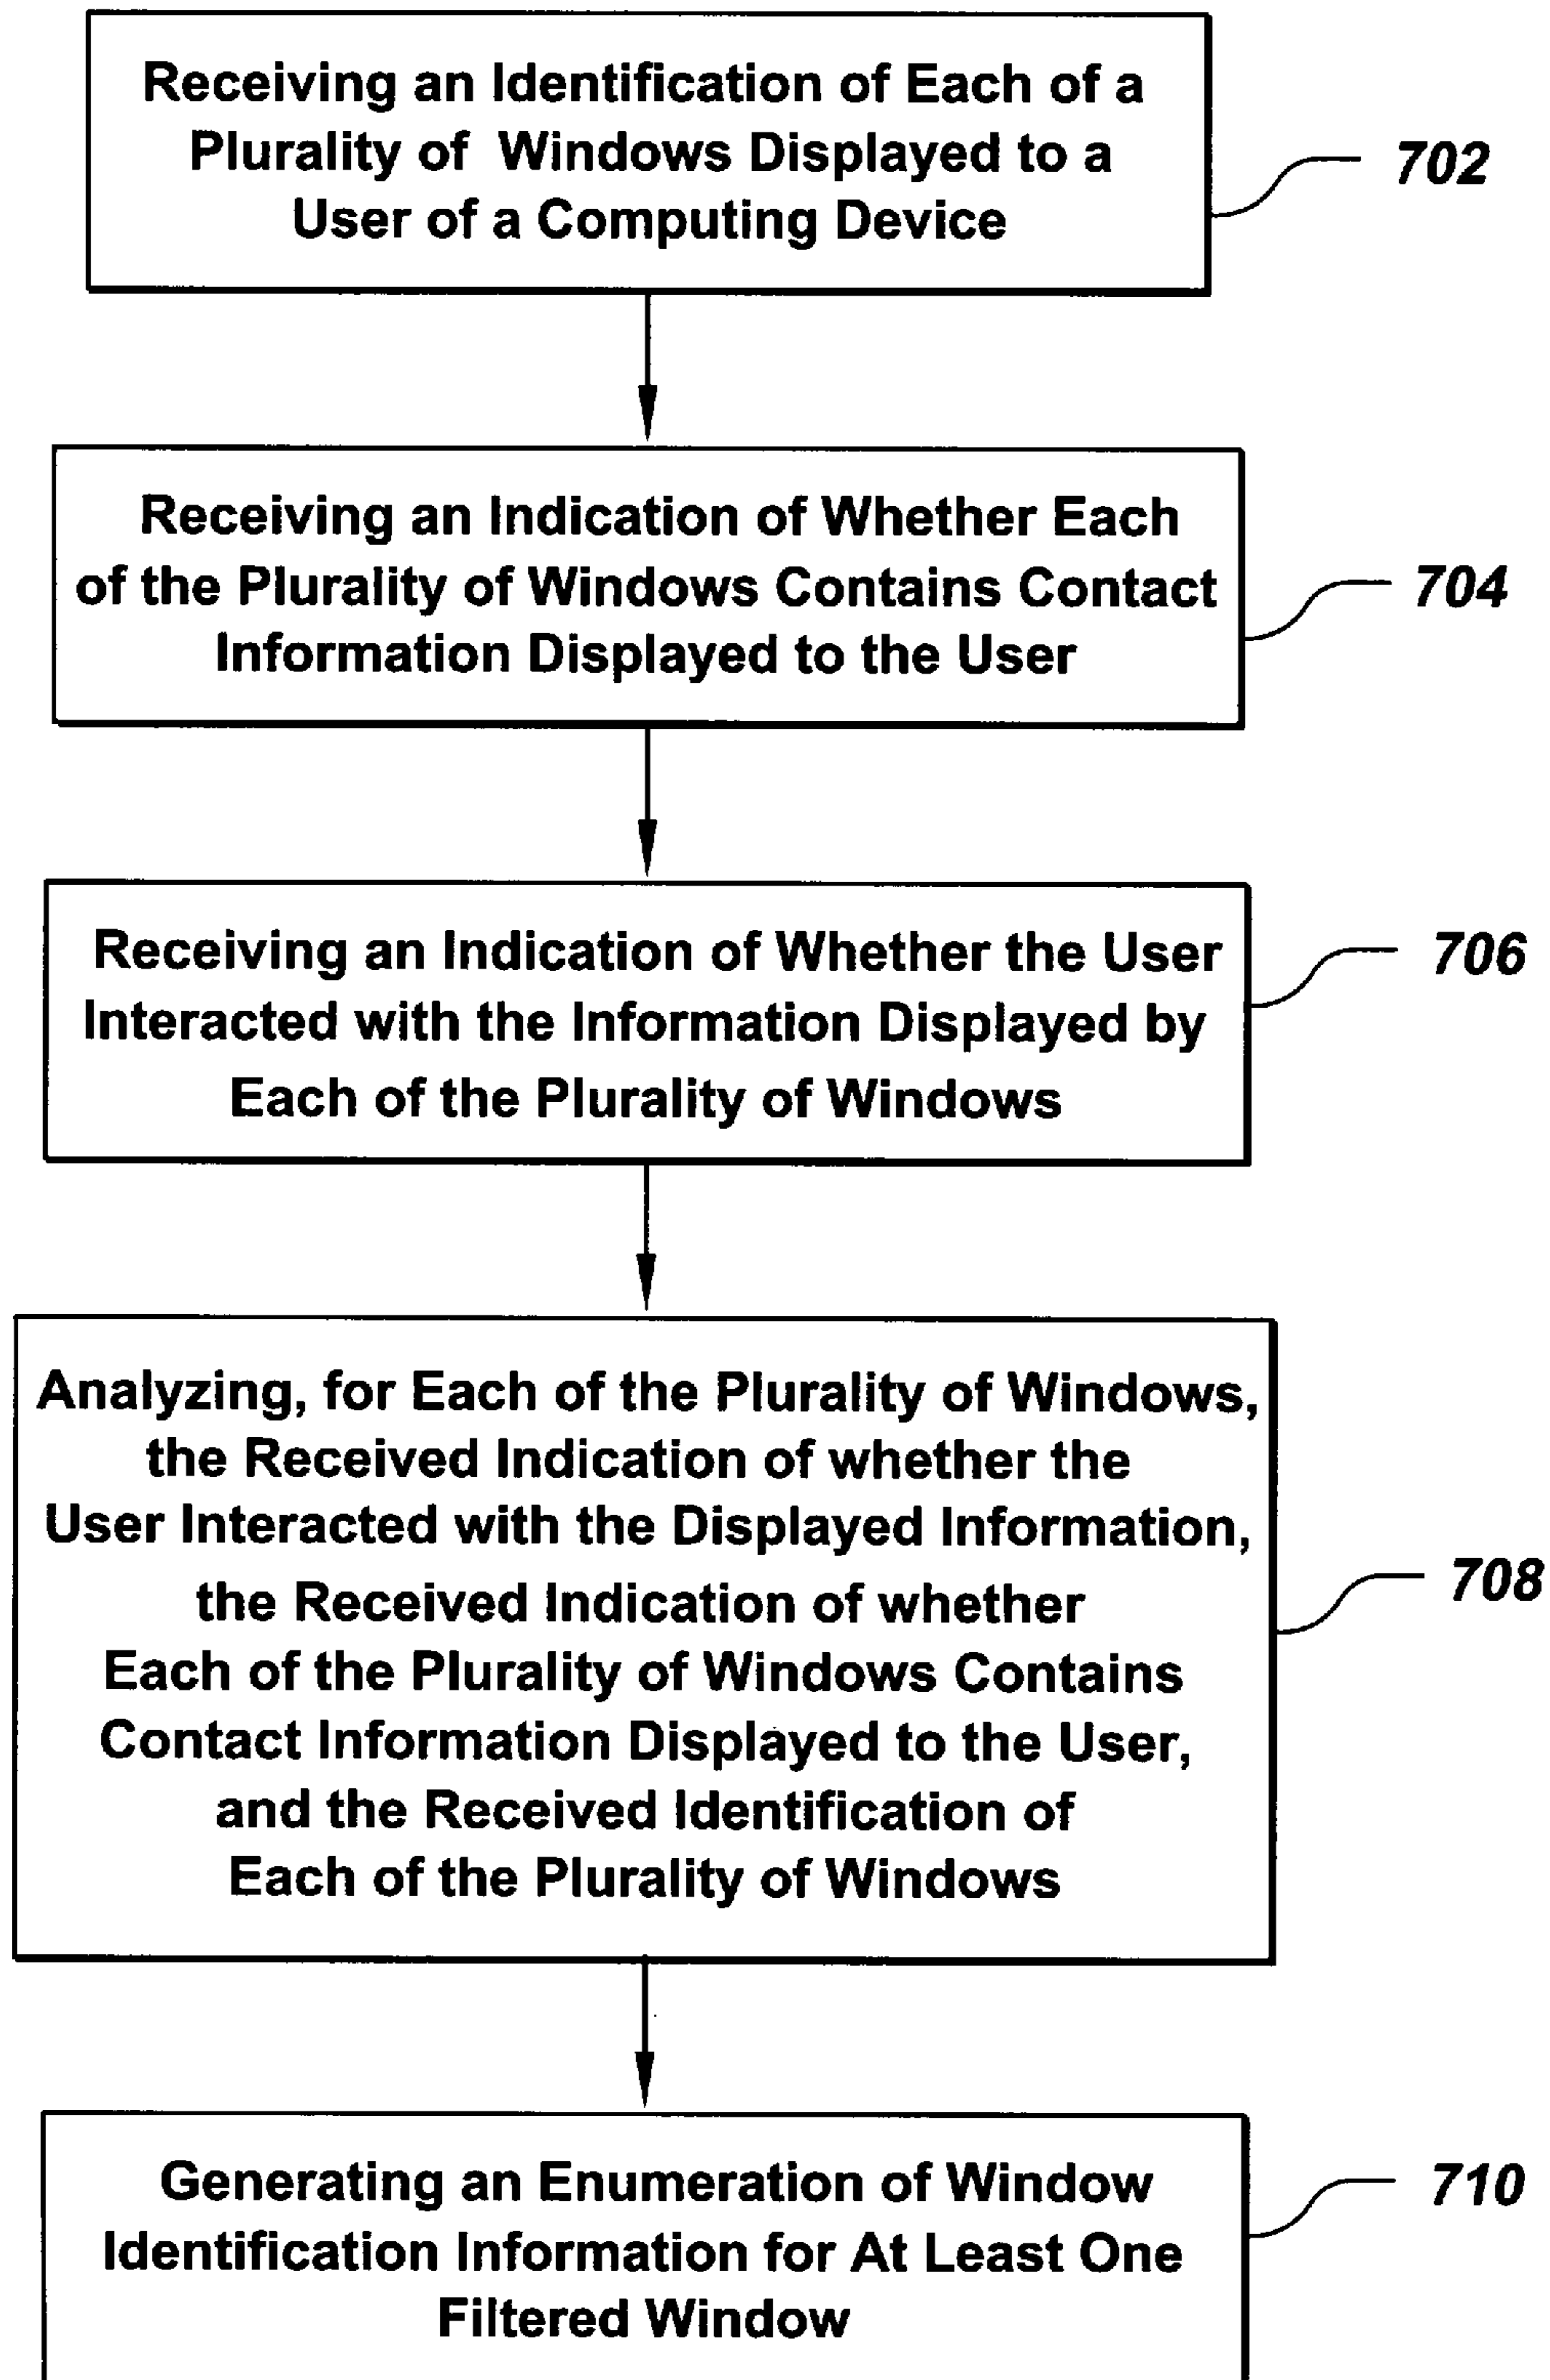 Receiving an Identification of Each of a
Plurality of Windows Displayed to a
User of a Computing Device
702
Receiving an Indication of Whether Each
of the Plurality of Windows Contains Contact
Information Displayed to the User
704
Receiving an Indication of Whether the User
Interacted with the Information Displayed by
Each of the Plurality of Windows
706
Analyzing, for Each of the Plurality of Windows,
the Received Indication of whether the
User Interacted with the Displayed Information,
the Received Indication of whether
Each of the Plurality of Windows Contains
Contact Information Displayed to the User,
and the Received Identification of
Each of the Plurality of Windows
708
Generating an Enumeration of Window
Identification Information for At Least One
Filtered Window
710